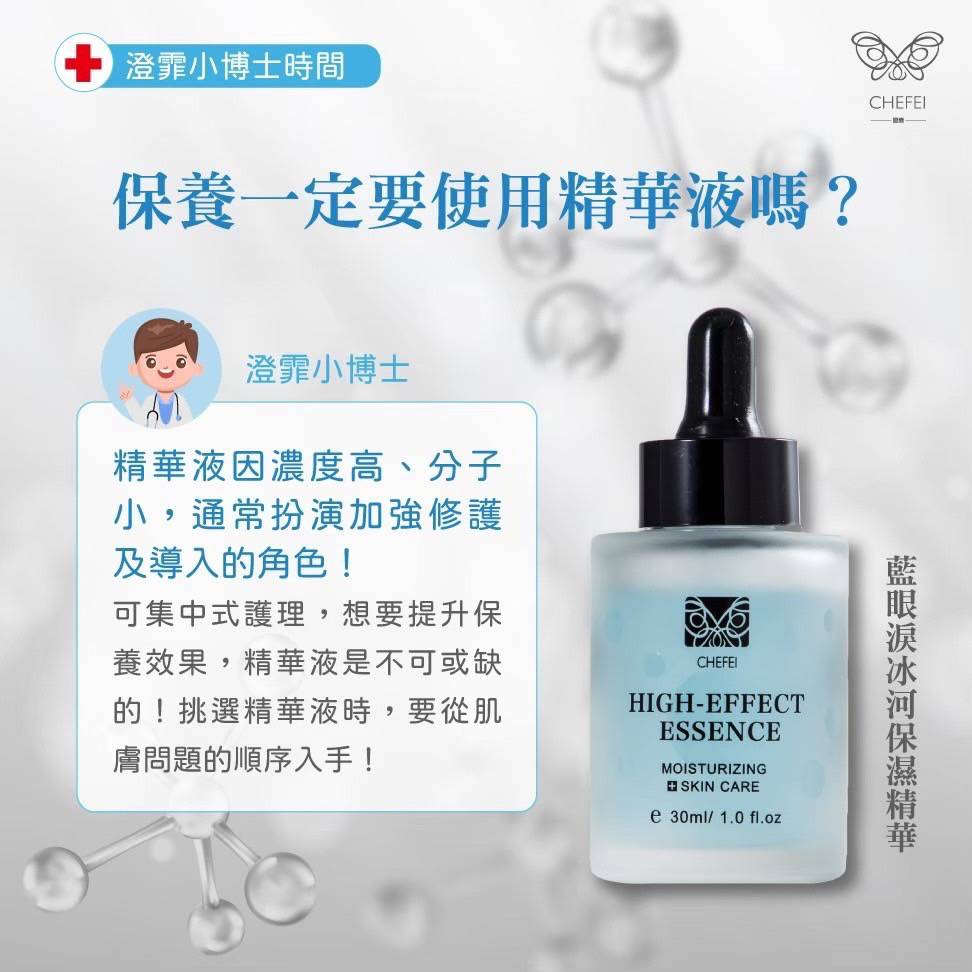 澄霏小博士時間
CHEFEI
保養一定要使用精華液嗎？
澄霏小博士
精華液因濃度高、分子
小，通常扮演加強修護
及導入的角色！
可集中式護理，想要提升保
養效果，精華液是不可或缺
的！挑選精華液時，要從肌
膚問題的順序入手！
CHEFEI
HIGH-EFFECT
ESSENCE
MOISTURIZING
SKIN CARE
e 30ml/ 1.0 fl.oz
藍眼淚冰河保濕精華